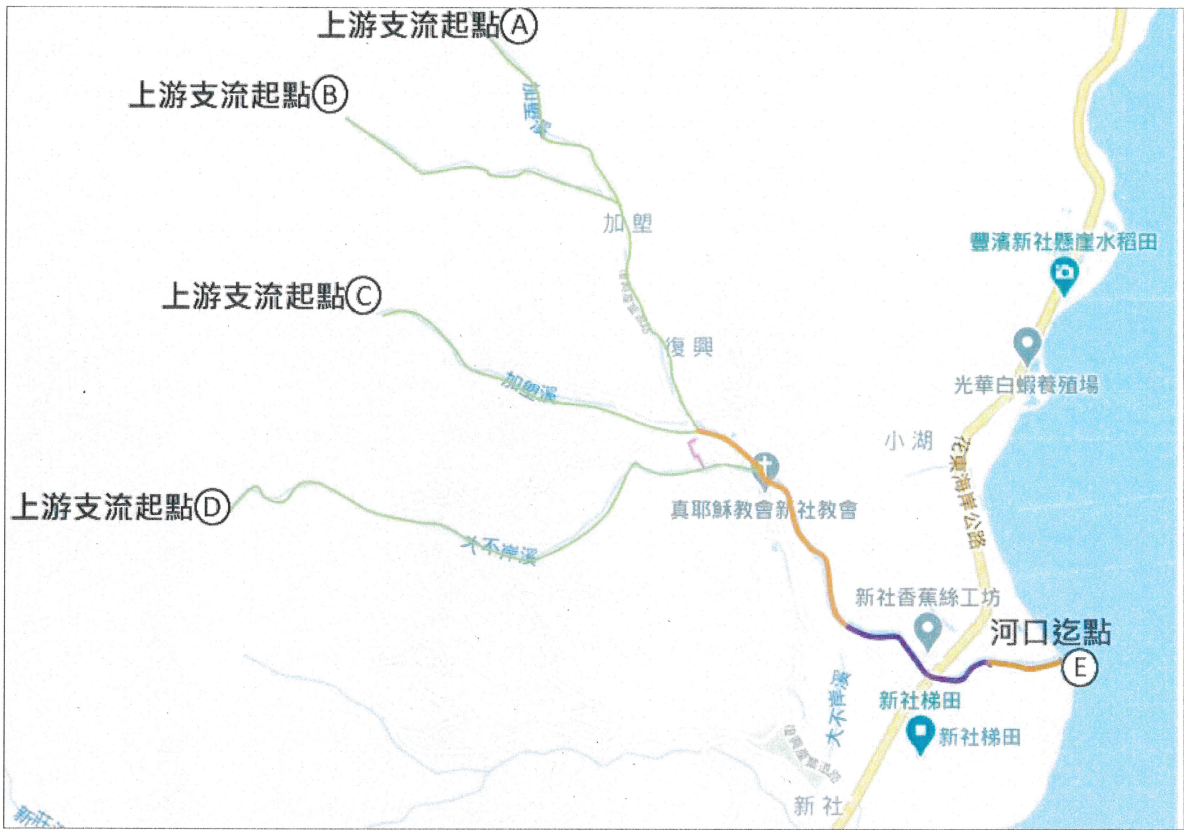 上游支流起點Ⓐ
上游支流起點Ⓑ
加塱溪
加塱
豐濱新社懸崖水稻田
上游支流起點Ⓒ
復興
光華白蝦養殖場
加塱溪
小湖
花東海岸公路
真耶穌教會新社教會
上游支流起點Ⓓ
大不岸溪
新社香蕉絲工坊
河口迄點
Ⓔ
大不岸溪
新社梯田
新社梯田
新社